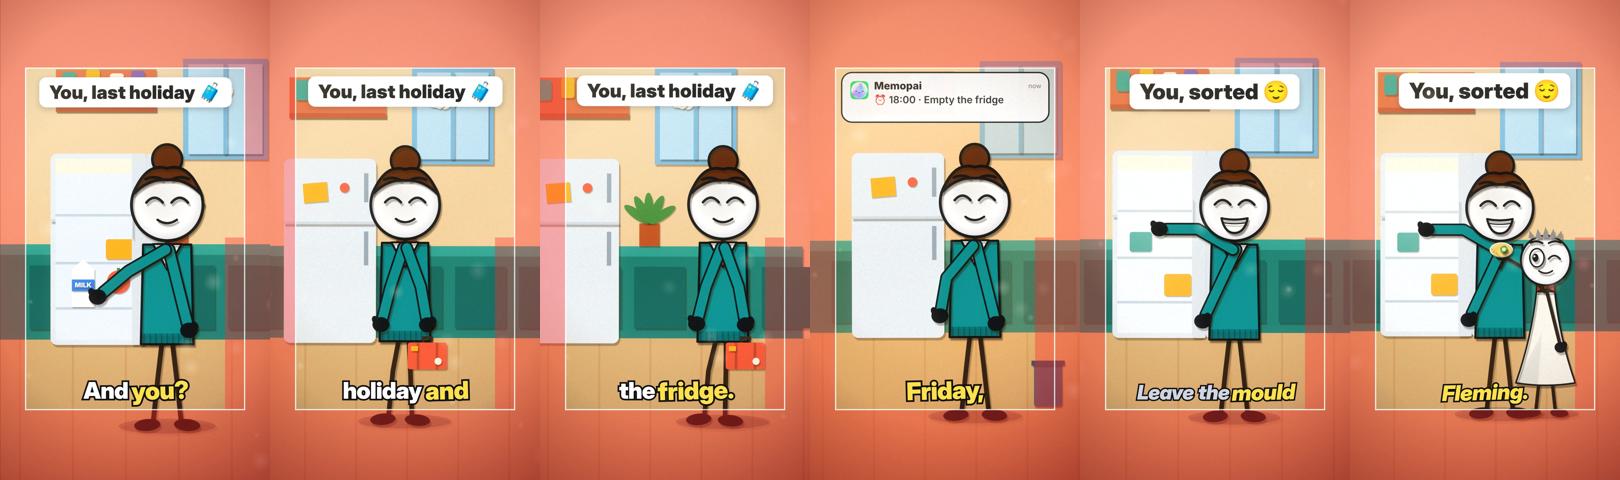 You, last holiday 🧳
MILK
And you?
You, last holiday 🧳
holiday and
You, last holiday 🧳
the fridge.
Memopai
now
⏰ 18:00 · Empty the fridge
Friday,
You, sorted 😌
Leave the mould
You, sorted 😌
Fleming.